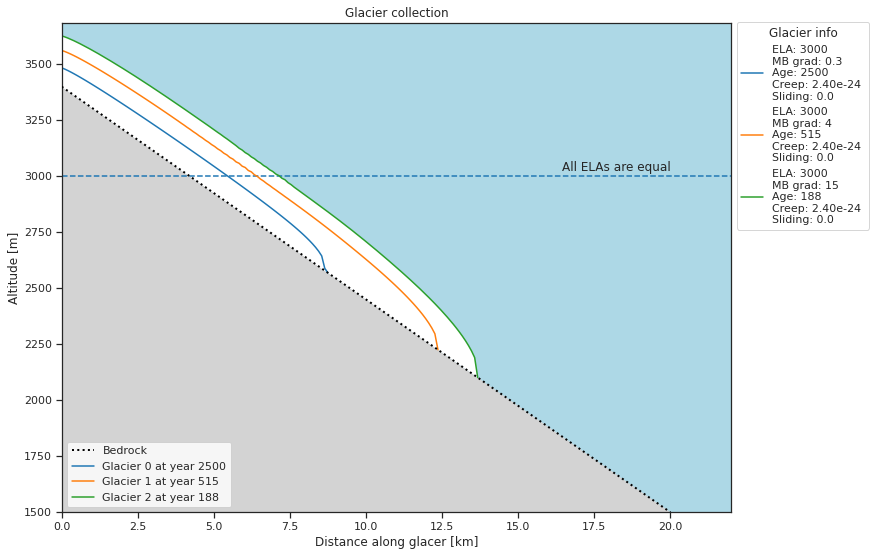 Glacier collection
Altitude [m]
3500
3250
3000
2750
2500
2250
2000
1750
1500
All ELAs are equal
Bedrock
Glacier 0 at year 2500
Glacier 1 at year 515
Glacier 2 at year 188
0.0
2.5
5.0
7.5
10.0
12.5
15.0
17.5
20.0
Distance along glacer [km]
Glacier info
ELA: 3000
MB grad: 0.3
Age: 2500
Creep: 2.40e-24
Sliding: 0.0
ELA: 3000
MB grad: 4
Age: 515
Creep: 2.40e-24
Sliding: 0.0
ELA: 3000
MB grad: 15
Age: 188
Creep: 2.40e-24
Sliding: 0.0